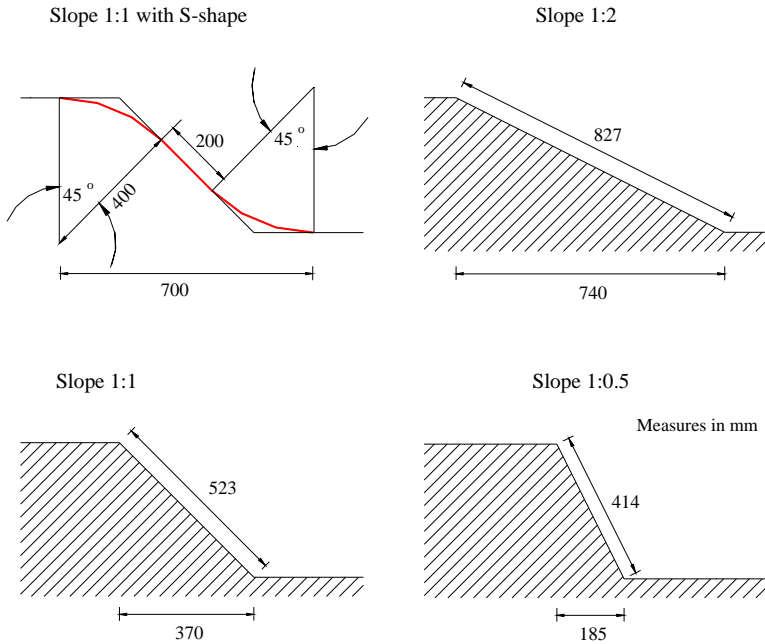 Slope 1:1 with S-shape
Slope 1:2
200
45 °
45 °
400
700
827
740
Slope 1:1
Slope 1:0.5
Measures in mm
523
414
370
185